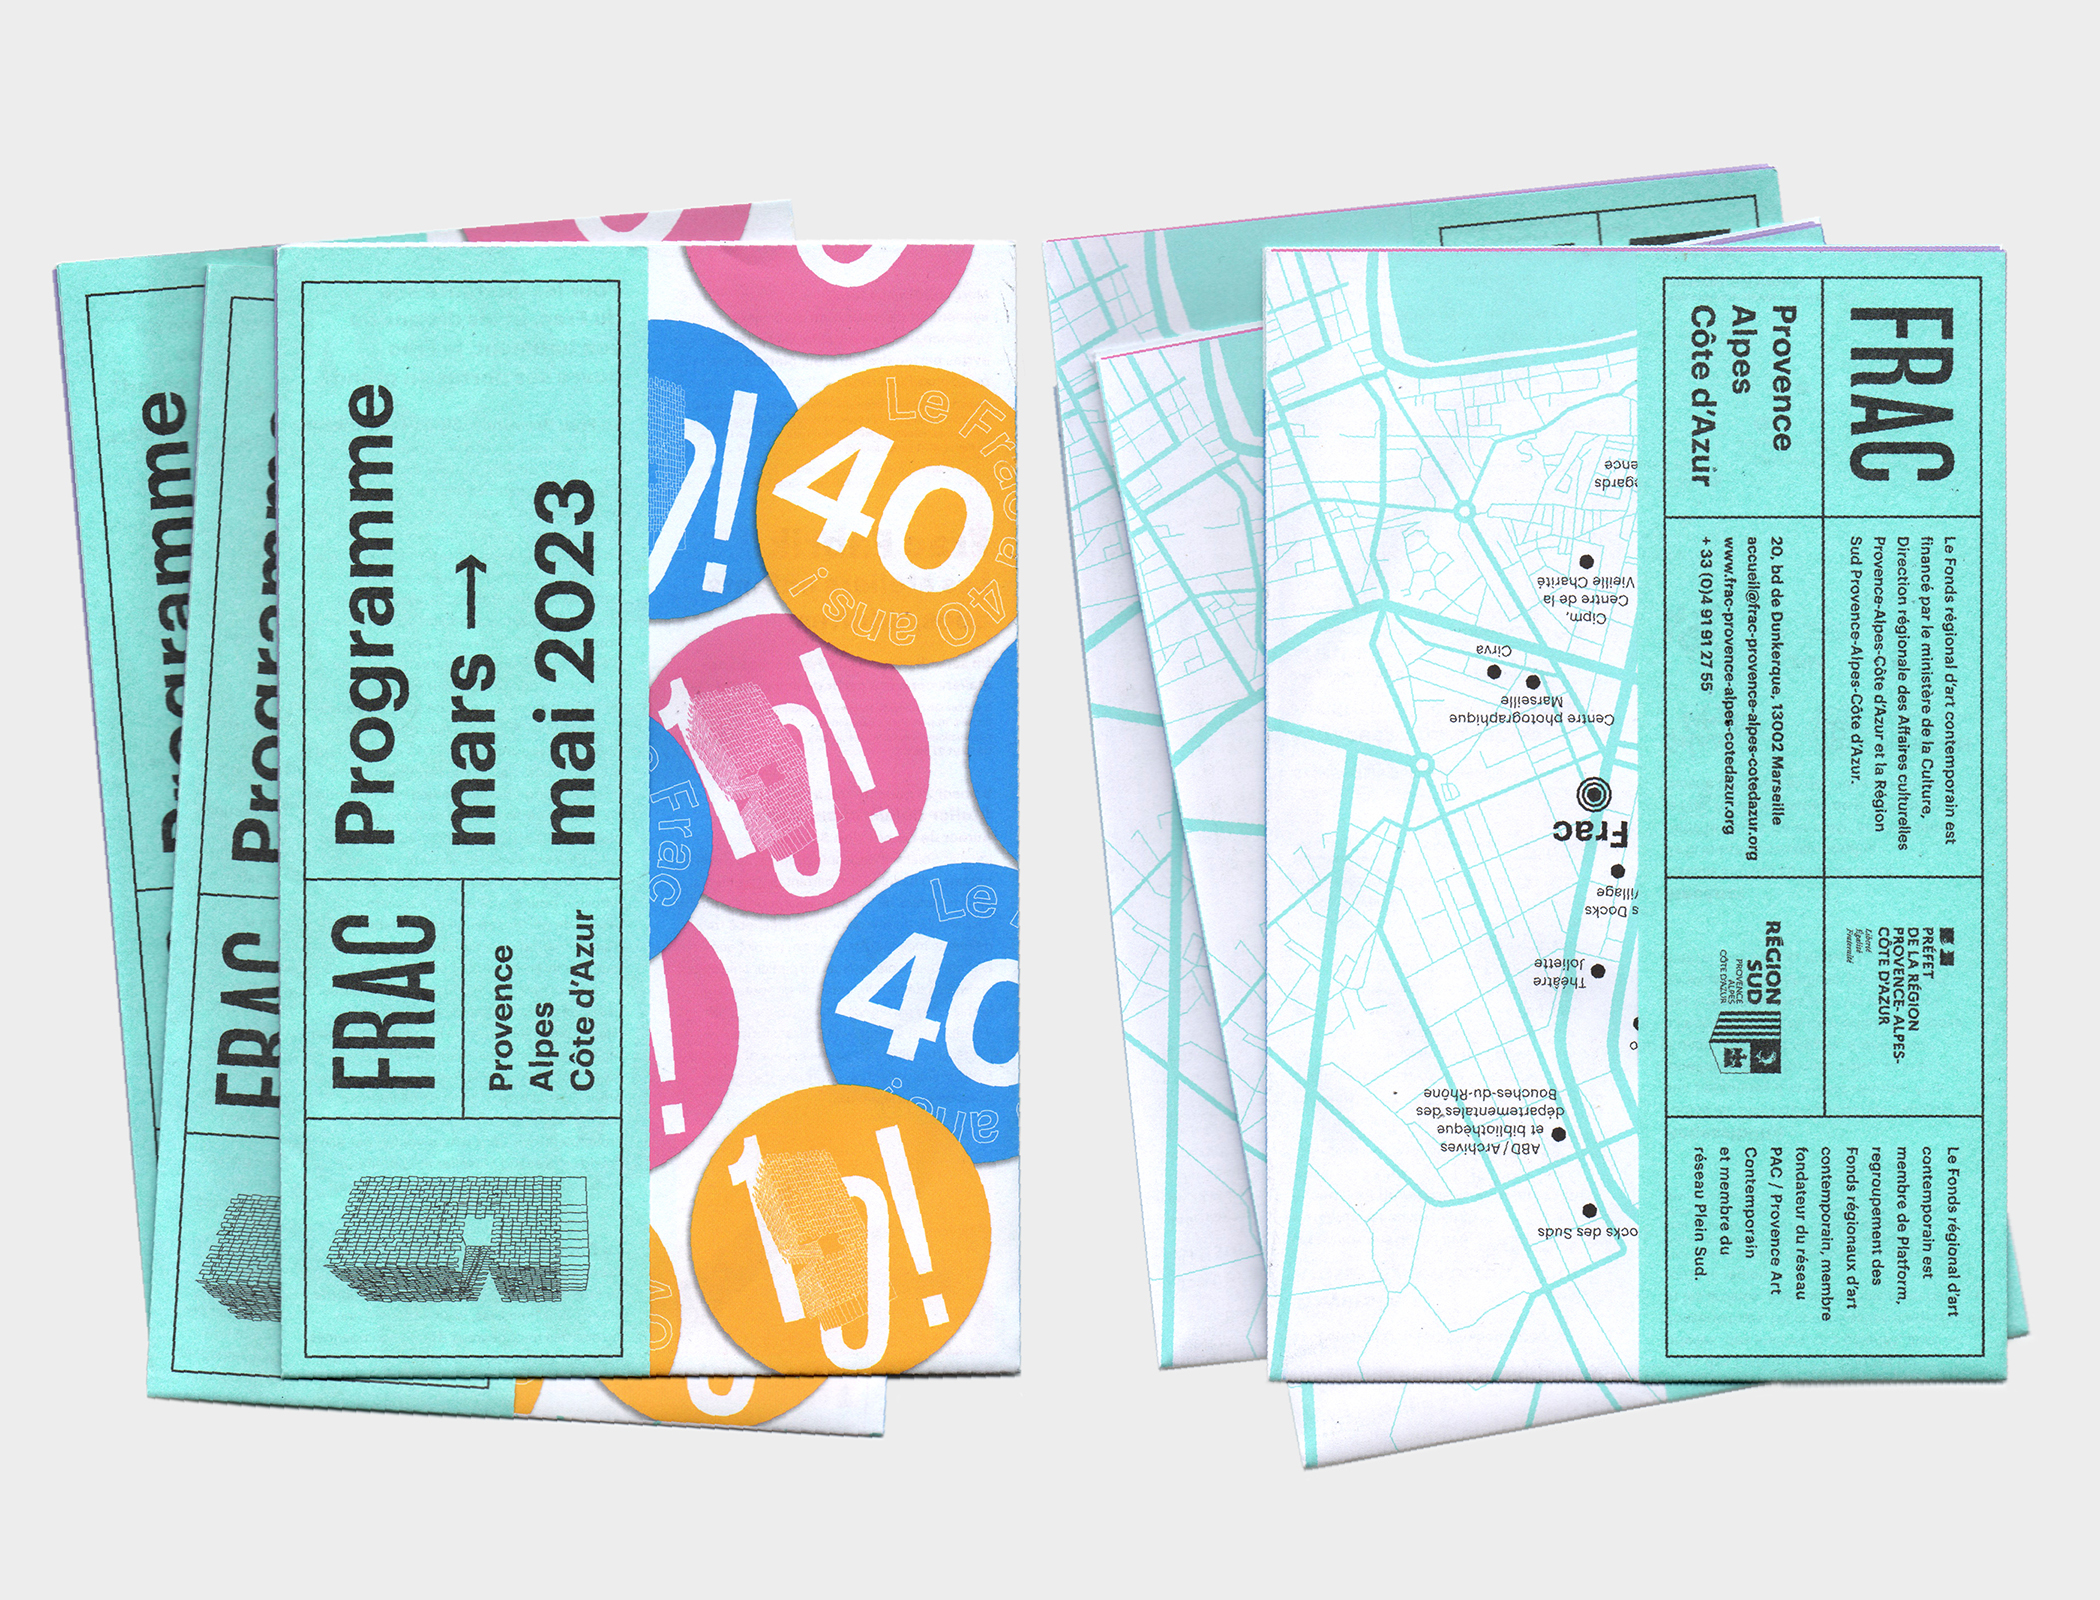 Programme
Programme
FRAC
Programme
mars →
mai 2023
FRAC
Provence
Alpes
Côte d'Azur
!
Le Frac a 40 ans !
40
10!
Frac
!
Le
40
ans !
10!
40
FRAC
Provence
Alpes
Côte d'Azur
Le Fonds régional d'art contemporain est
financé par le ministère de la Culture,
Direction régionale des Affaires culturelles
Provence-Alpes-Côte d'Azur et la Région
Sud Provence-Alpes-Côte d'Azur.
20, bd de Dunkerque, 13002 Marseille
accueil@frac-provence-alpes-cotedazur.org
www.frac-provence-alpes-cotedazur.org
+ 33 (0)4 91 91 27 55
PRÉFET
DE LA RÉGION
PROVENCE-ALPES-
CÔTE D'AZUR
Liberté
Égalité
Fraternité
RÉGION
SUD
PROVENCE
ALPES
CÔTE D'AZUR
Le Fonds régional d'art
contemporain est
membre de Platform,
regroupement des
Fonds régionaux d'art
contemporain, membre
fondateur du réseau
PAC / Provence Art
Contemporain
et membre du
réseau Plein Sud.
ocks des Suds
ABD / Archives
et bibliothèque
départementales des
Bouches-du-Rhône
Théâtre
Joliette
s Docks
illage
Frac
Centre photographique
Marseille
Cirva
Cipm,
Centre de la
Vieille Charité
egards
ence